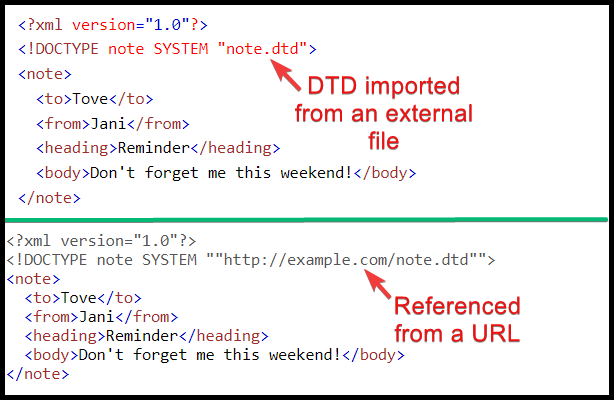 <?xml version="1.0"?>
<!DOCTYPE note SYSTEM "note.dtd">
<note>
<to>Tove</to>
<from>Jani</from>
<heading>Reminder</heading>
<body>Don't forget me this weekend!</body>
</note>
DTD imported
from an external
file
<?xml version="1.0"?>
<!DOCTYPE note SYSTEM ""http://example.com/note.dtd"">
<note>
<to>Tove</to>
<from>Jani</from>
<heading>Reminder</heading>
<body>Don't forget me this weekend!</body>
</note>
Referenced
from a URL